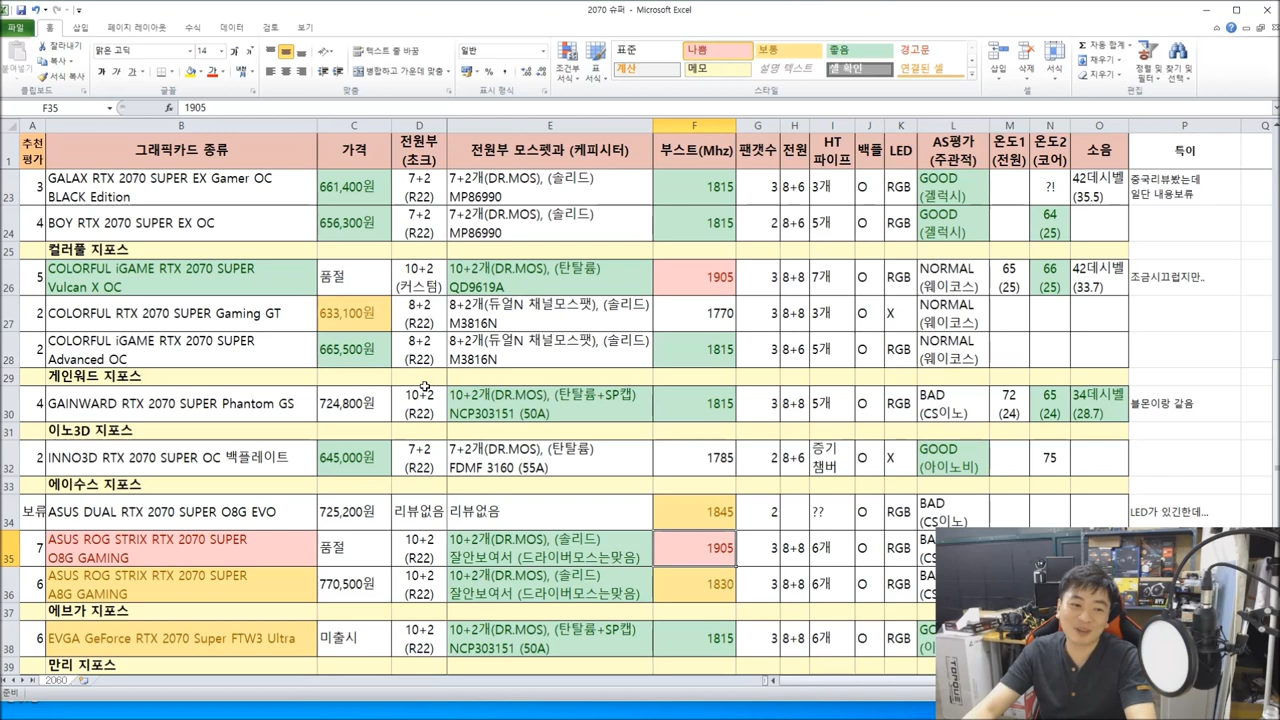 2070 슈퍼 - Microsoft Excel
파일 홈 삽입 페이지 레이아웃 수식 데이터 검토 보기
잘라내기
복사
서식 복사
붙여넣기
클립보드
맑은 고딕 14
가 가 가
글꼴
텍스트 줄 바꿈
병합하고 가운데 맞춤
맞춤
일반
표시 형식
조건부 서식
표 서식
표준 나쁨 보통 좋음 경고문
계산 메모 설명 텍스트 셀 확인 연결된 셀
스타일
삽입 삭제 서식
셀
자동 합계
채우기
지우기
정렬 및 필터
찾기 및 선택
편집
F35 fx 1905
A B C D E F G H I J K L M N O P Q
1 추천평가 그래픽카드 종류 가격 전원부 (초크) 전원부 모스펫과 (케피시터) 부스트(Mhz) 팬갯수 전원 HT 파이프 백플 LED AS평가 (주관적) 온도1 (전원) 온도2 (코어) 소음 특이
23 3 GALAX RTX 2070 SUPER EX Gamer OC BLACK Edition 661,400원 7+2 (R22) 7+2개(DR.MOS), (솔리드) MP86990 1815 3 8+6 3개 O RGB GOOD (갤럭시) ?! 42데시벨 (35.5) 중국리뷰봤는데 일단 내용보류
24 4 BOY RTX 2070 SUPER EX OC 656,300원 7+2 (R22) 7+2개(DR.MOS), (솔리드) MP86990 1815 2 8+6 5개 O RGB GOOD (갤럭시) 64 (25)
25 컬러풀 지포스
26 5 COLORFUL iGAME RTX 2070 SUPER Vulcan X OC 품절 10+2 (커스텀) 10+2개(DR.MOS), (탄탈륨) QD9619A 1905 3 8+8 7개 O RGB NORMAL (웨이코스) 65 (25) 66 (25) 42데시벨 (33.7) 조금시끄럽지만..
27 2 COLORFUL RTX 2070 SUPER Gaming GT 633,100원 8+2 (R22) 8+2개(듀얼N 채널모스팻), (솔리드) M3816N 1770 3 8+6 3개 O X NORMAL (웨이코스)
28 2 COLORFUL iGAME RTX 2070 SUPER Advanced OC 665,500원 8+2 (R22) 8+2개(듀얼N 채널모스팻), (솔리드) M3816N 1815 3 8+6 5개 O RGB NORMAL (웨이코스)
29 게인워드 지포스
30 4 GAINWARD RTX 2070 SUPER Phantom GS 724,800원 10+2 (R22) 10+2개(DR.MOS), (탄탈륨+SP캡) NCP303151 (50A) 1815 3 8+8 5개 O RGB BAD (CS이노) 72 (24) 65 (24) 34데시벨 (28.7) 불몬이랑 같음
31 이노3D 지포스
32 2 INNO3D RTX 2070 SUPER OC 백플레이트 645,000원 7+2 (R22) 7+2개(DR.MOS), (탄탈륨) FDMF 3160 (55A) 1785 2 8+6 증기 챔버 O X GOOD (아이노비) 75
33 에이수스 지포스
34 보류 ASUS DUAL RTX 2070 SUPER O8G EVO 725,200원 리뷰없음 리뷰없음 1845 2 ?? O RGB BAD (CS이노) LED가 있긴한데...
35 7 ASUS ROG STRIX RTX 2070 SUPER O8G GAMING 품절 10+2 (R22) 10+2개(DR.MOS), (솔리드) 잘안보여서 (드라이버모스는맞음) 1905 3 8+8 6개 O RGB
36 6 ASUS ROG STRIX RTX 2070 SUPER A8G GAMING 770,500원 10+2 (R22) 10+2개(DR.MOS), (솔리드) 잘안보여서 (드라이버모스는맞음) 1830 3 8+8 6개 O RGB
37 에브가 지포스
38 6 EVGA GeForce RTX 2070 Super FTW3 Ultra 미출시 10+2 (R22) 10+2개(DR.MOS), (탄탈륨+SP캡) NCP303151 (50A) 1815 3 8+8 6개 O RGB
39 만리 지포스
2060
준비